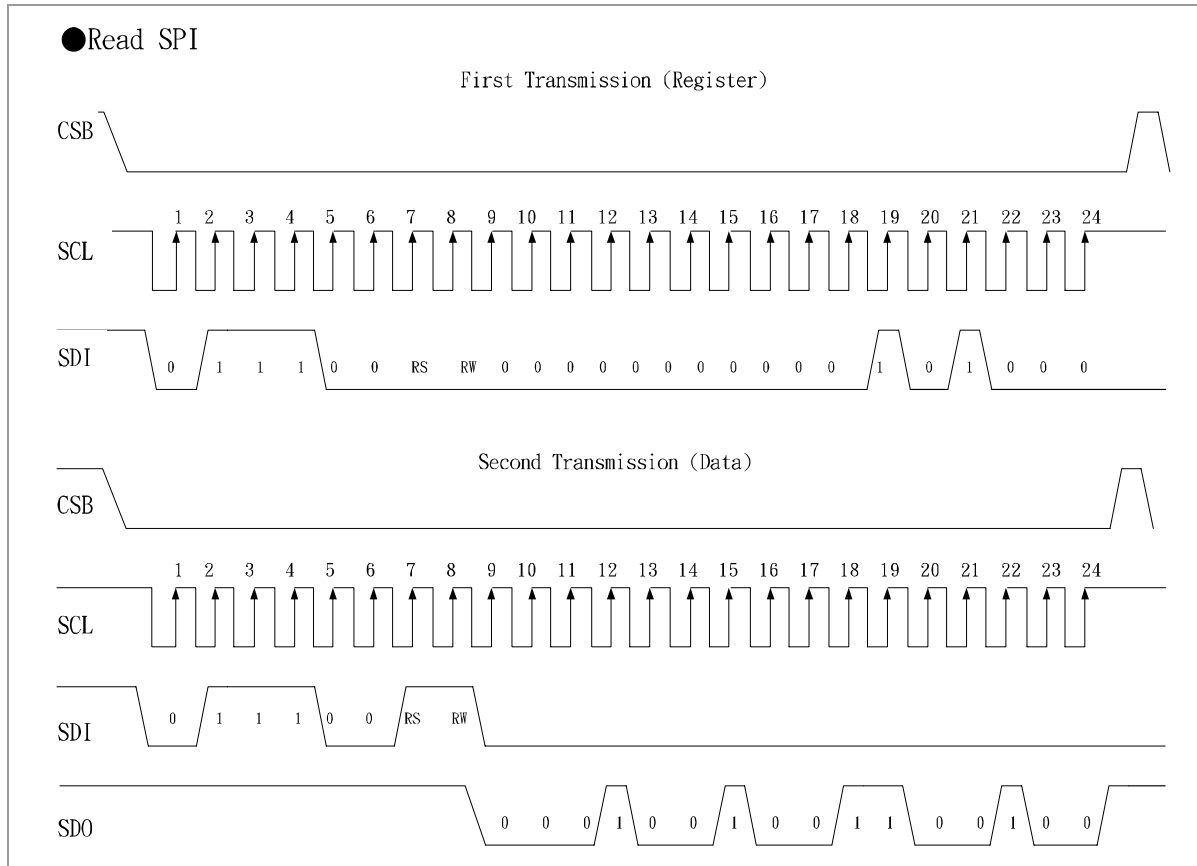 ●Read SPI
First Transmission (Register)
CSB
1 2 3 4 5 6 7 8 9 10 11 12 13 14 15 16 17 18 19 20 21 22 23 24
SCL
SDI
0 1 1 1 0 0 RS RW 0 0 0 0 0 0 0 0 0 0 1 0 1 0 0 0
Second Transmission (Data)
CSB
1 2 3 4 5 6 7 8 9 10 11 12 13 14 15 16 17 18 19 20 21 22 23 24
SCL
SDI
0 1 1 1 0 0 RS RW
SDO
0 0 0 1 0 0 1 0 0 1 1 0 0 1 0 0